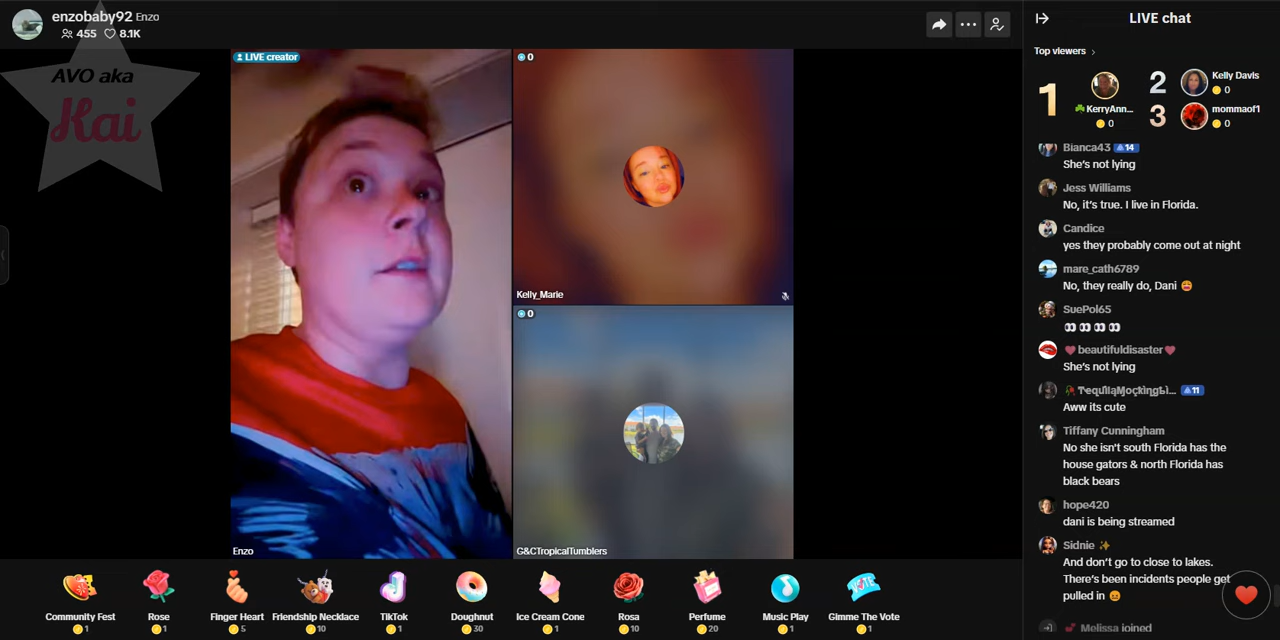 enzobaby92 Enzo
455 8.1K
AVO aka
Kai
LIVE creator
0
Kelly_Marie
0
Enzo
G&CTropicalTumblers
Community Fest
1
Rose
1
Finger Heart
5
Friendship Necklace
10
TikTok
1
Doughnut
30
Ice Cream Cone
1
Rosa
10
Perfume
20
Music Play
1
Gimme The Vote
1
LIVE chat
Top viewers
1
KerryAnn...
0
2
Kelly Davis
0
3
mommaof1
0
Bianca43 14
She's not lying
Jess Williams
No, it's true. I live in Florida.
Candice
yes they probably come out at night
mare_cath6789
No, they really do, Dani 🤩
SuePol65
👀👀👀👀
❤beautifuldisaster❤
She's not lying
11
Aww its cute
Tiffany Cunningham
No she isn't south Florida has the
house gators & north Florida has
black bears
hope420
dani is being streamed
Sidnie ✨
And don't go to close to lakes.
There's been incidents people get
pulled in
Melissa joined